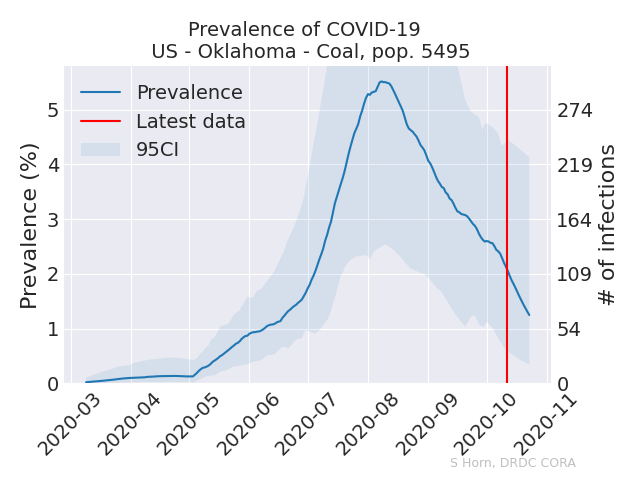 Prevalence of COVID-19
US - Oklahoma - Coal, pop. 5495
Prevalence
Latest data
95CI
Prevalence (%)
5
4
3
2
1
0
# of infections
274
219
164
109
54
0
2020-03
2020-04
2020-05
2020-06
2020-07
2020-08
2020-09
2020-10
2020-11
S Horn, DRDC CORA